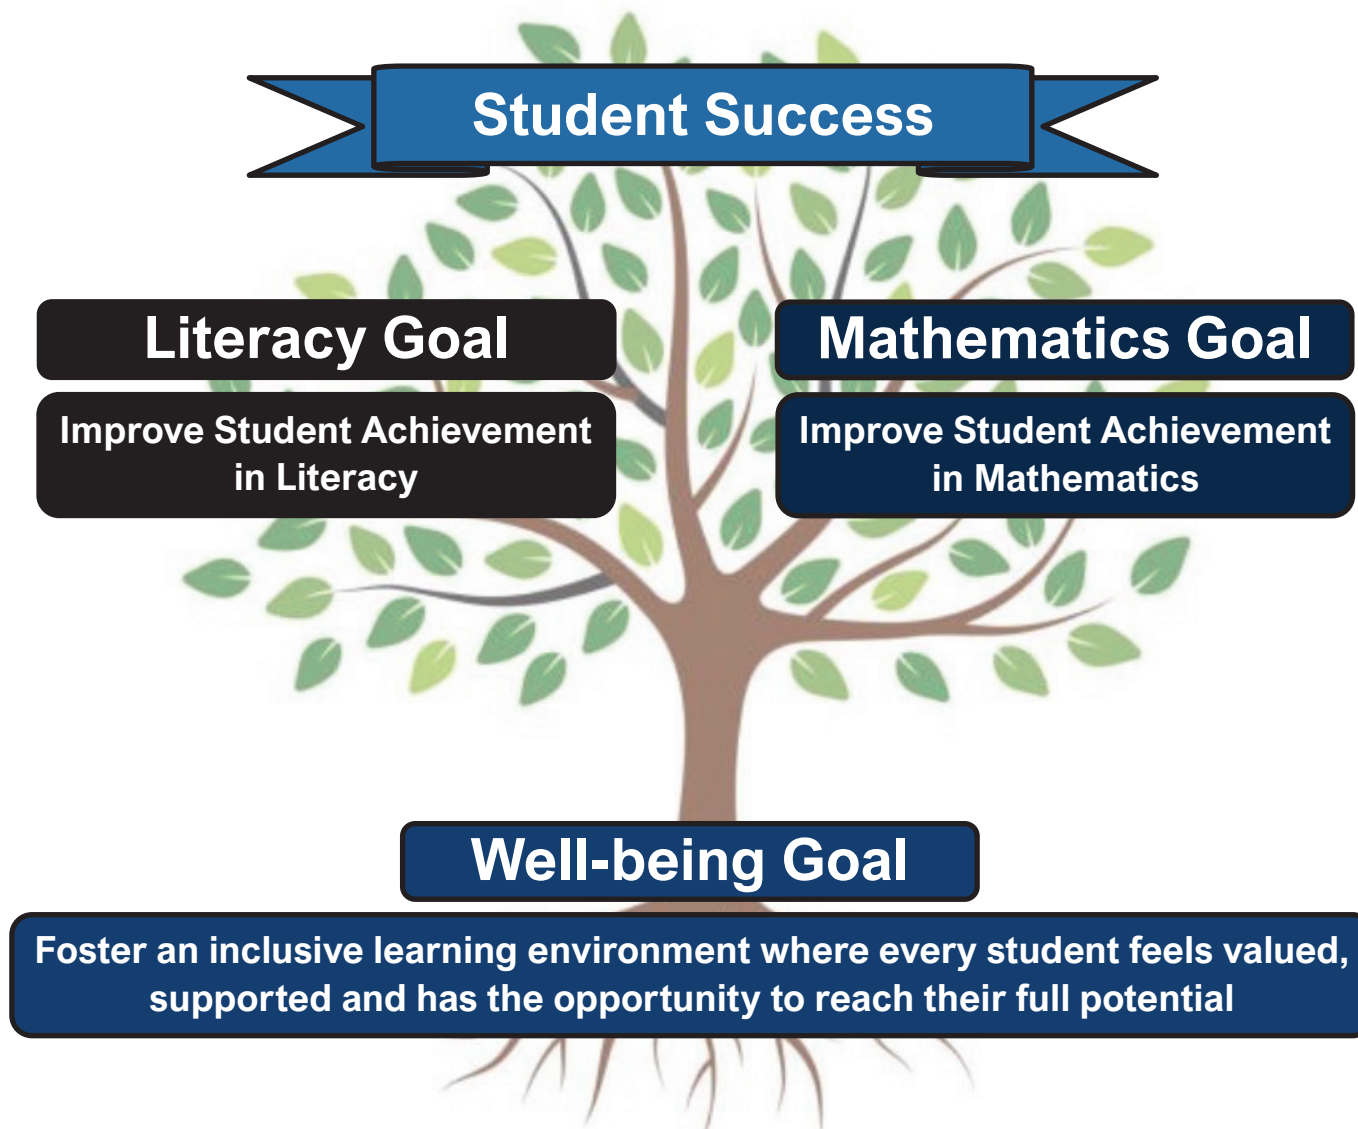 Student Success
Literacy Goal
Improve Student Achievement
in Literacy
Mathematics Goal
Improve Student Achievement
in Mathematics
Well-being Goal
Foster an inclusive learning environment where every student feels valued,
supported and has the opportunity to reach their full potential